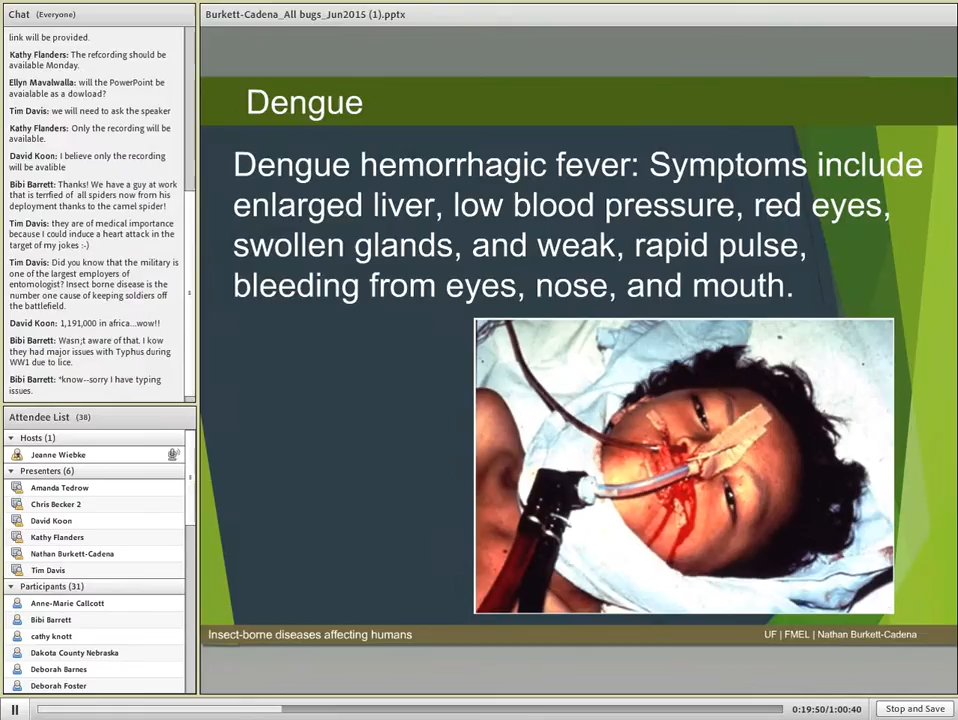 Chat (Everyone)
link will be provided.
Kathy Flanders: The refcording should be
available Monday.
Ellyn Mavalwalla: will the PowerPoint be
avaialable as a dowload?
Tim Davis: we will need to ask the speaker
Kathy Flanders: Only the recording will be
available.
David Koon: I believe only the recording
will be avalible
Bibi Barrett: Thanks! We have a guy at work
that is terrfied of all spiders now from his
deployment thanks to the camel spider!
Tim Davis: they are of medical importance
because I could induce a heart attack in the
target of my jokes :-)
Tim Davis: Did you know that the military is
one of the largest employers of
entomologist? Insect borne disease is the
number one cause of keeping soldiers off
the battlefield.
David Koon: 1,191,000 in africa...wow!!
Bibi Barrett: Wasn;t aware of that. I kow
they had major issues with Typhus during
WW1 due to lice.
Bibi Barrett: *know--sorry I have typing
issues.
Attendee List (38)
Hosts (1)
Jeanne Wiebke
Presenters (6)
Amanda Tedrow
Chris Becker 2
David Koon
Kathy Flanders
Nathan Burkett-Cadena
Tim Davis
Participants (31)
Anne-Marie Callcott
Bibi Barrett
cathy knott
Dakota County Nebraska
Deborah Barnes
Deborah Foster
Burkett-Cadena_All bugs_Jun2015 (1).pptx
Dengue
Dengue hemorrhagic fever: Symptoms include
enlarged liver, low blood pressure, red eyes,
swollen glands, and weak, rapid pulse,
bleeding from eyes, nose, and mouth.
Insect-borne diseases affecting humans
UF | FMEL | Nathan Burkett-Cadena
0:19:50/1:00:40
Stop and Save